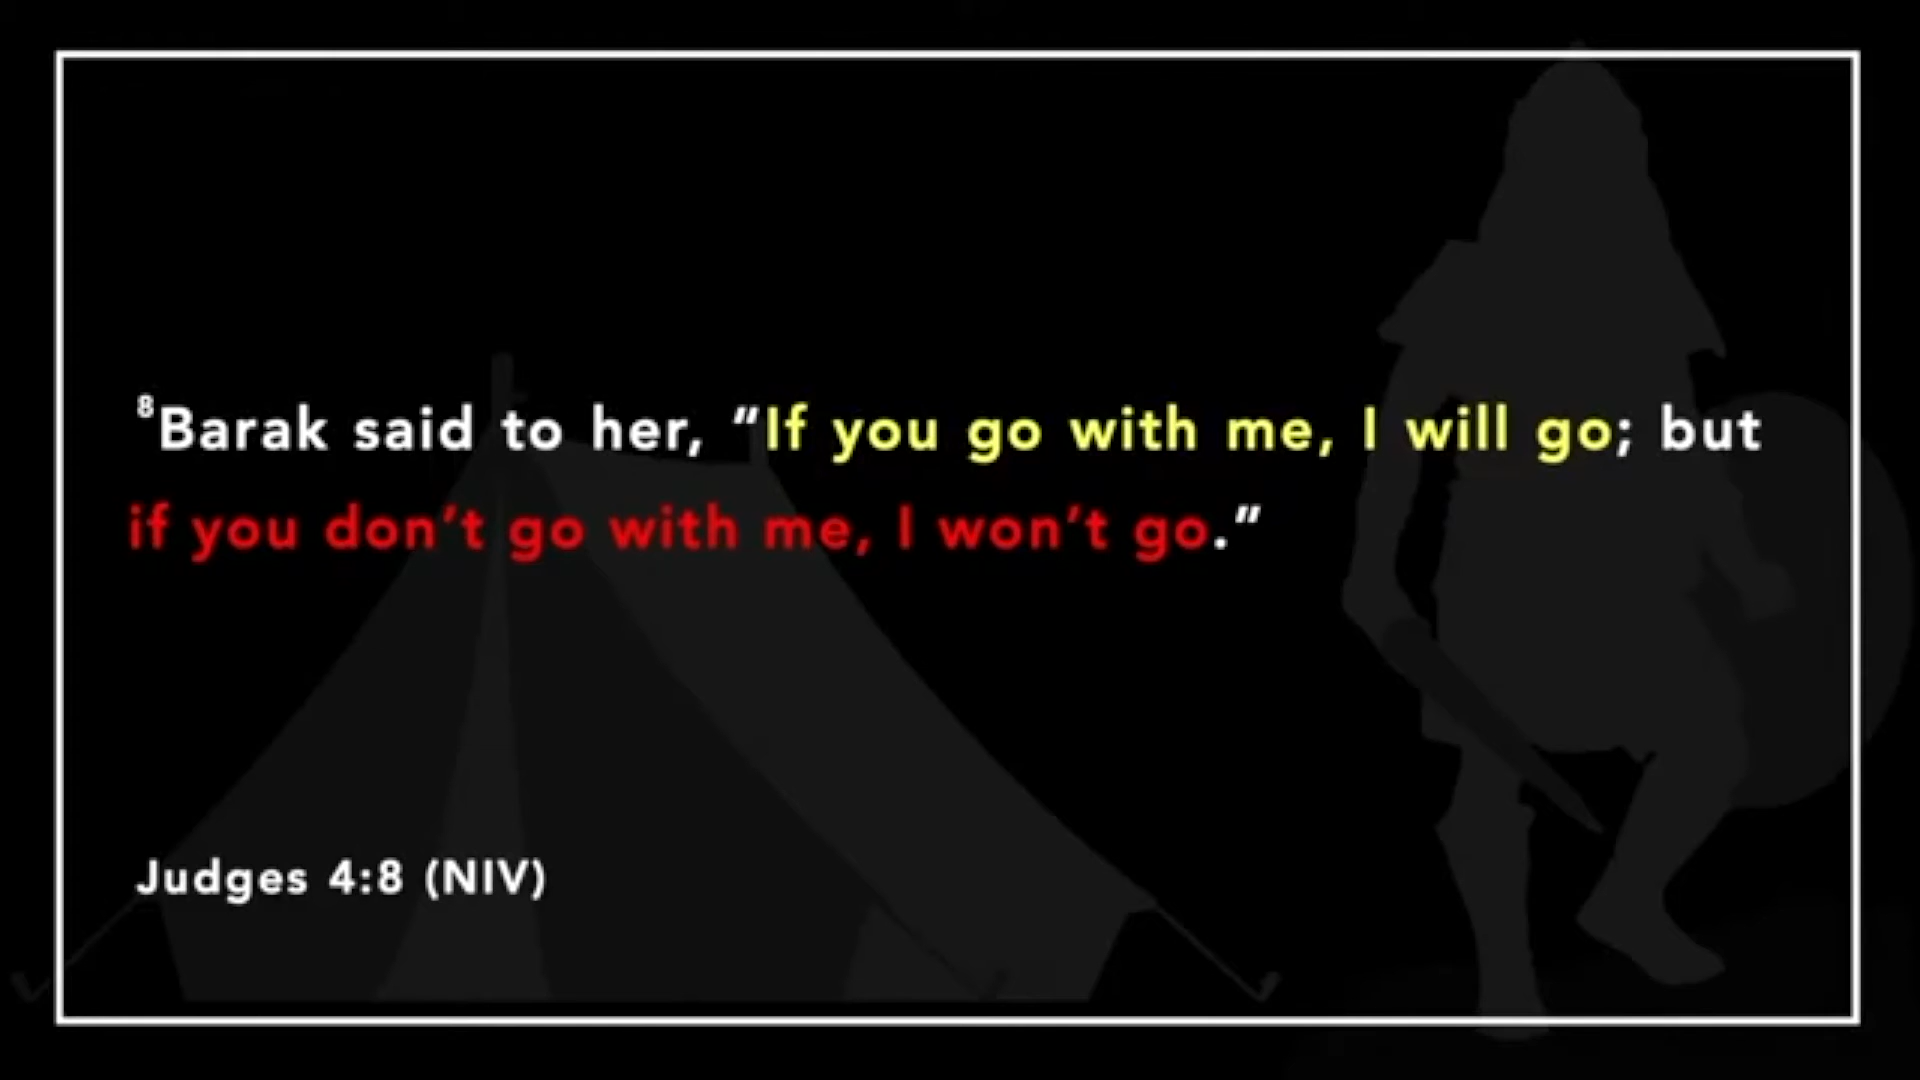 ⁸Barak said to her, “If you go with me, I will go; but
if you don’t go with me, I won’t go.”
Judges 4:8 (NIV)